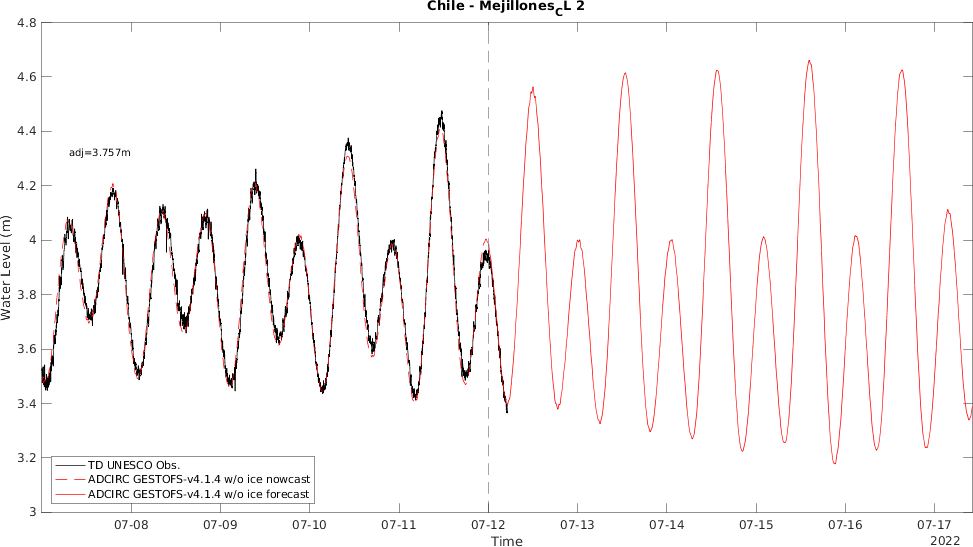 Chile - Mejillones_CL 2
4.8
4.6
4.4
4.2
4
3.8
3.6
3.4
3.2
3
Water Level (m)
adj=3.757m
TD UNESCO Obs.
ADCIRC GESTOFS-v4.1.4 w/o ice nowcast
ADCIRC GESTOFS-v4.1.4 w/o ice forecast
07-08 07-09 07-10 07-11 07-12 07-13 07-14 07-15 07-16 07-17
Time
2022